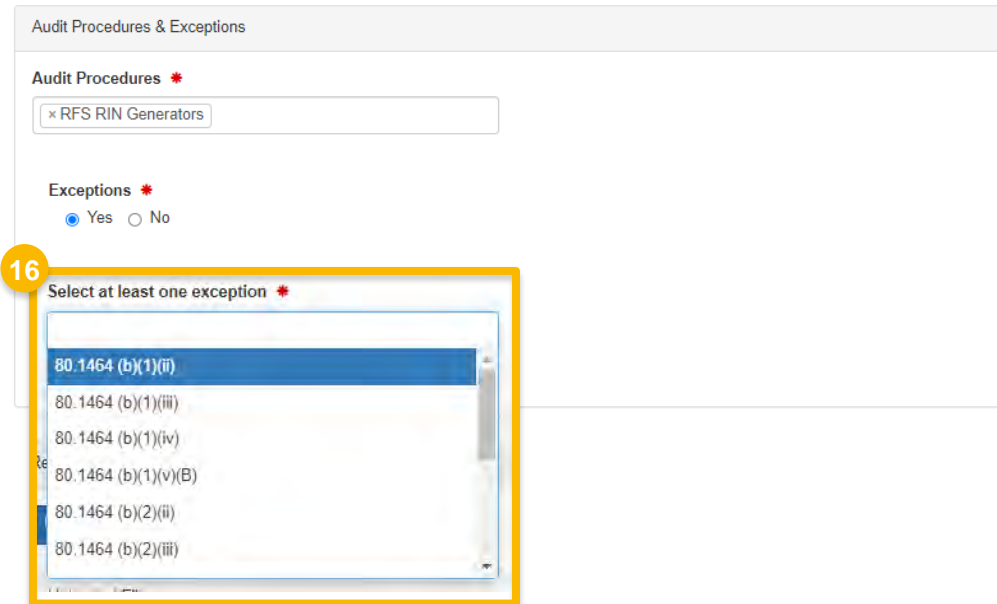 Audit Procedures & Exceptions
Audit Procedures *
× RFS RIN Generators
Exceptions *
Yes No
16
Select at least one exception *
80.1464 (b)(1)(ii)
80.1464 (b)(1)(iii)
80.1464 (b)(1)(iv)
80.1464 (b)(1)(v)(B)
80.1464 (b)(2)(ii)
80.1464 (b)(2)(iii)